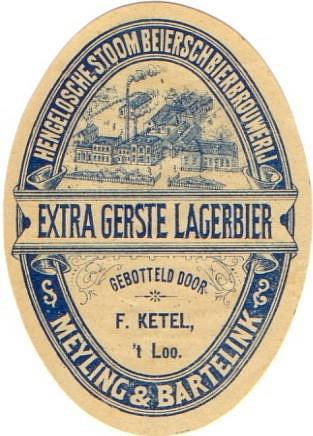 HENGELOSCHE STOOM BEIERSCH BIERBROUWERIJ
EXTRA GERSTE LAGERBIER
GEBOTTELD DOOR
F. KETEL,
't Loo.
MEYLING & BARTELINK